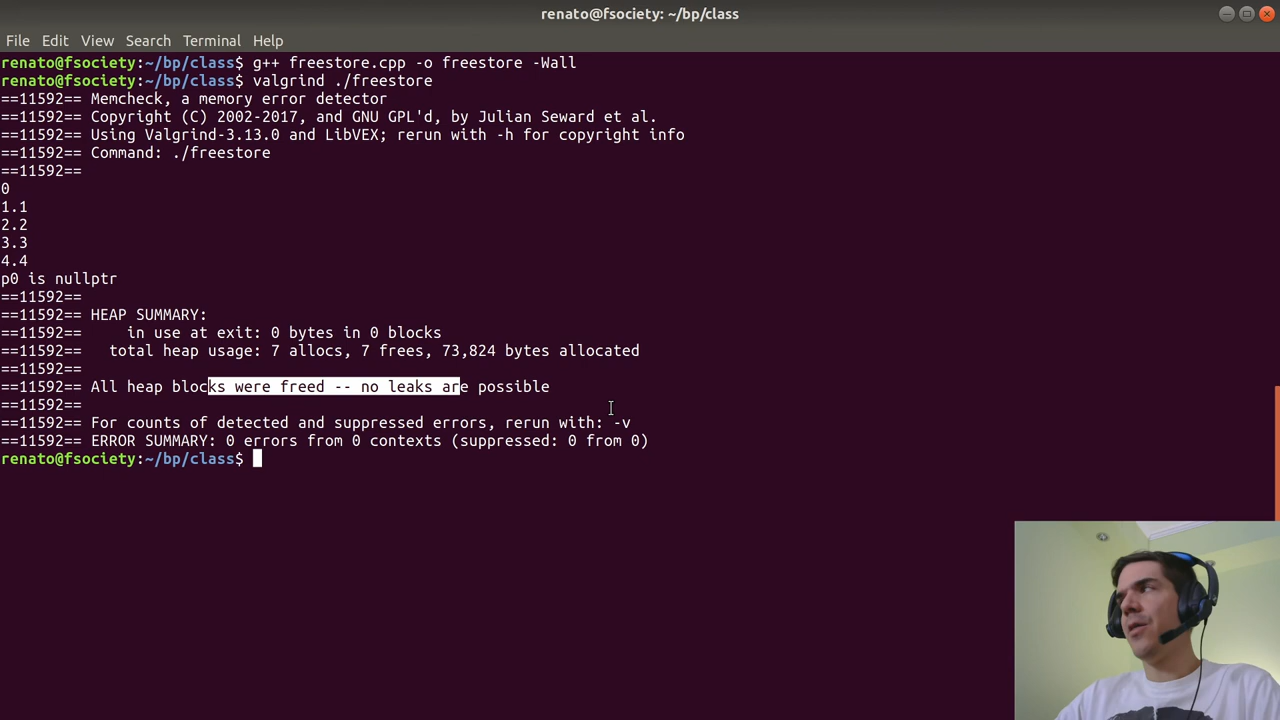 renato@fsociety: ~/bp/class
File Edit View Search Terminal Help
renato@fsociety:~/bp/class$ g++ freestore.cpp -o freestore -Wall
renato@fsociety:~/bp/class$ valgrind ./freestore
==11592== Memcheck, a memory error detector
==11592== Copyright (C) 2002-2017, and GNU GPL'd, by Julian Seward et al.
==11592== Using Valgrind-3.13.0 and LibVEX; rerun with -h for copyright info
==11592== Command: ./freestore
==11592==
0
1.1
2.2
3.3
4.4
p0 is nullptr
==11592==
==11592== HEAP SUMMARY:
==11592==     in use at exit: 0 bytes in 0 blocks
==11592==   total heap usage: 7 allocs, 7 frees, 73,824 bytes allocated
==11592==
==11592== All heap blocks were freed -- no leaks are possible
==11592==
==11592== For counts of detected and suppressed errors, rerun with: -v
==11592== ERROR SUMMARY: 0 errors from 0 contexts (suppressed: 0 from 0)
renato@fsociety:~/bp/class$